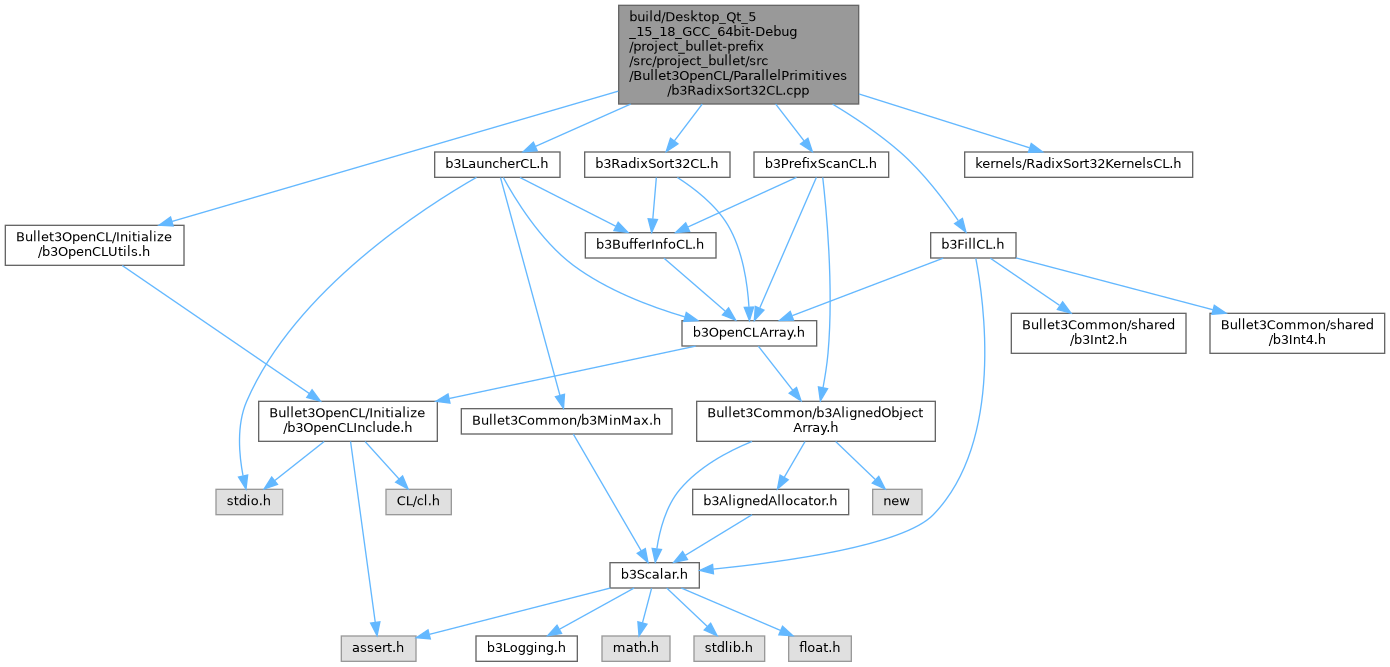 build/Desktop_Qt_5
_15_18_GCC_64bit-Debug
/project_bullet-prefix
/src/project_bullet/src
/Bullet3OpenCL/ParallelPrimitives
/b3RadixSort32CL.cpp
b3LauncherCL.h
b3RadixSort32CL.h
b3PrefixScanCL.h
kernels/RadixSort32KernelsCL.h
Bullet3OpenCL/Initialize
/b3OpenCLUtils.h
b3BufferInfoCL.h
b3FillCL.h
b3OpenCLArray.h
Bullet3Common/shared
/b3Int2.h
Bullet3Common/shared
/b3Int4.h
Bullet3OpenCL/Initialize
/b3OpenCLInclude.h
Bullet3Common/b3MinMax.h
Bullet3Common/b3AlignedObject
Array.h
stdio.h
CL/cl.h
b3AlignedAllocator.h
new
b3Scalar.h
assert.h
b3Logging.h
math.h
stdlib.h
float.h